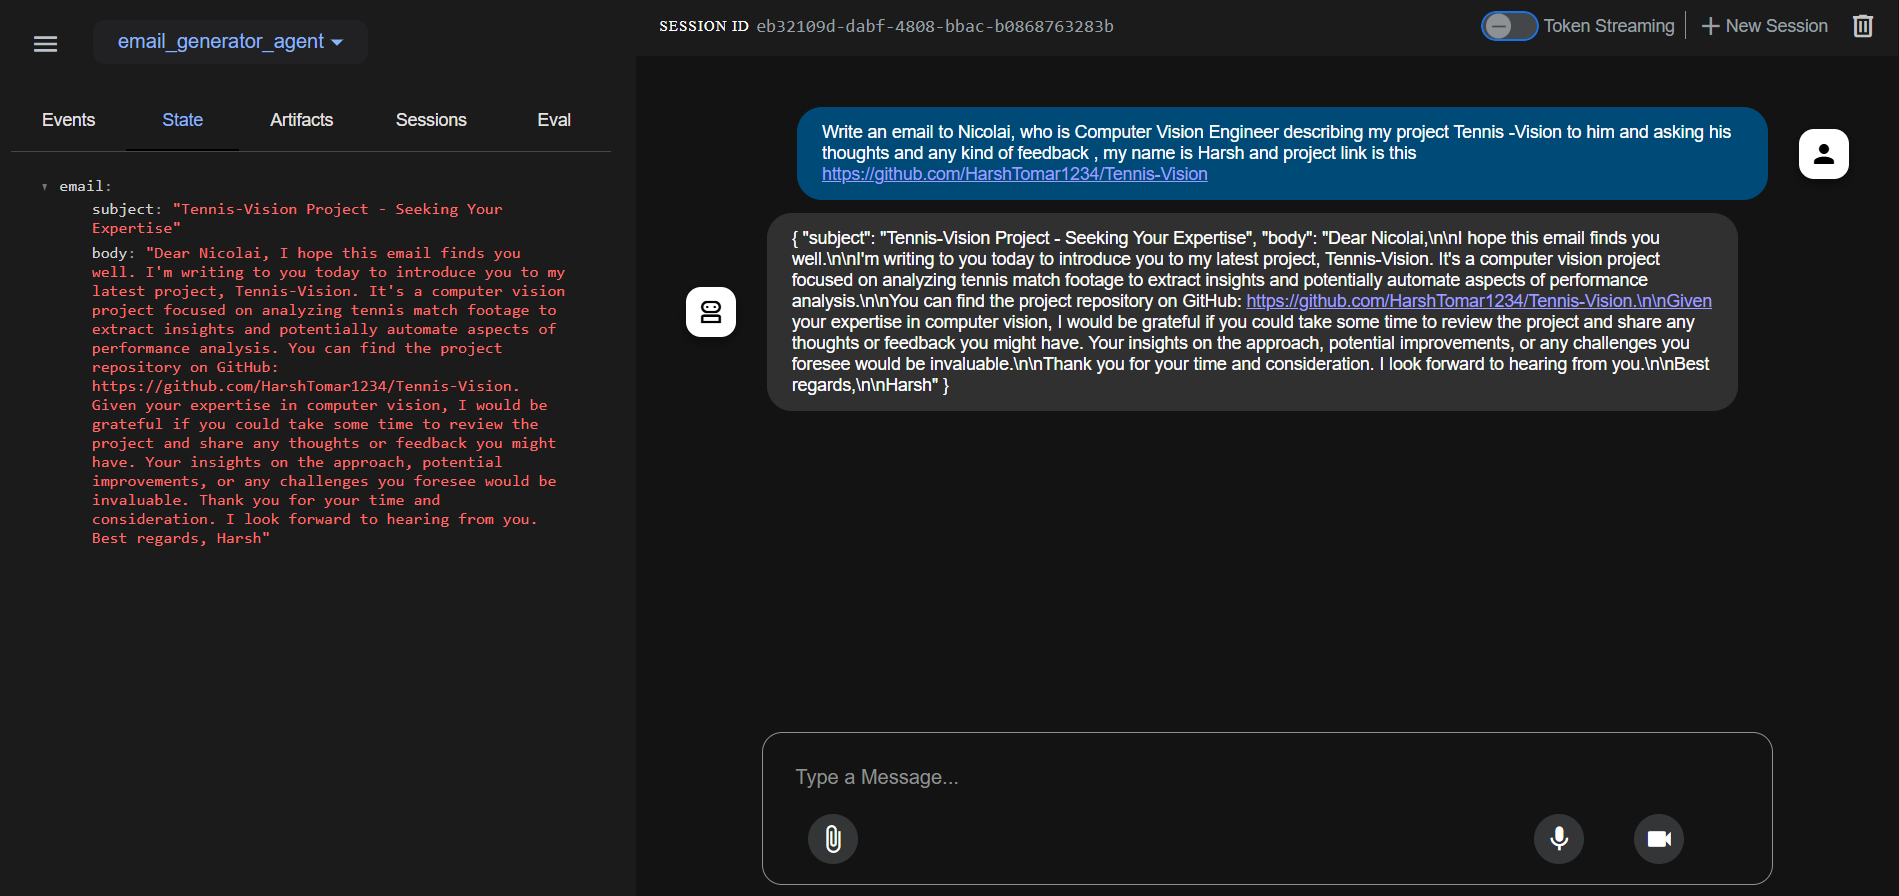 email_generator_agent
SESSION ID eb32109d-dabf-4808-bbac-b0868763283b
Token Streaming
New Session
Events
State
Artifacts
Sessions
Eval
email:
subject: "Tennis-Vision Project - Seeking Your
Expertise"
body: "Dear Nicolai, I hope this email finds you
well. I'm writing to you today to introduce you to my
latest project, Tennis-Vision. It's a computer vision
project focused on analyzing tennis match footage to
extract insights and potentially automate aspects of
performance analysis. You can find the project
repository on GitHub:
https://github.com/HarshTomar1234/Tennis-Vision.
Given your expertise in computer vision, I would be
grateful if you could take some time to review the
project and share any thoughts or feedback you might
have. Your insights on the approach, potential
improvements, or any challenges you foresee would be
invaluable. Thank you for your time and
consideration. I look forward to hearing from you.
Best regards, Harsh"
Write an email to Nicolai, who is Computer Vision Engineer describing my project Tennis -Vision to him and asking his
thoughts and any kind of feedback , my name is Harsh and project link is this
https://github.com/HarshTomar1234/Tennis-Vision
{ "subject": "Tennis-Vision Project - Seeking Your Expertise", "body": "Dear Nicolai,\n\nI hope this email finds you
well.\n\nI'm writing to you today to introduce you to my latest project, Tennis-Vision. It's a computer vision project
focused on analyzing tennis match footage to extract insights and potentially automate aspects of performance
analysis.\n\nYou can find the project repository on GitHub: https://github.com/HarshTomar1234/Tennis-Vision.\n\nGiven
your expertise in computer vision, I would be grateful if you could take some time to review the project and share any
thoughts or feedback you might have. Your insights on the approach, potential improvements, or any challenges you
foresee would be invaluable.\n\nThank you for your time and consideration. I look forward to hearing from you.\n\nBest
regards,\n\nHarsh" }
Type a Message...